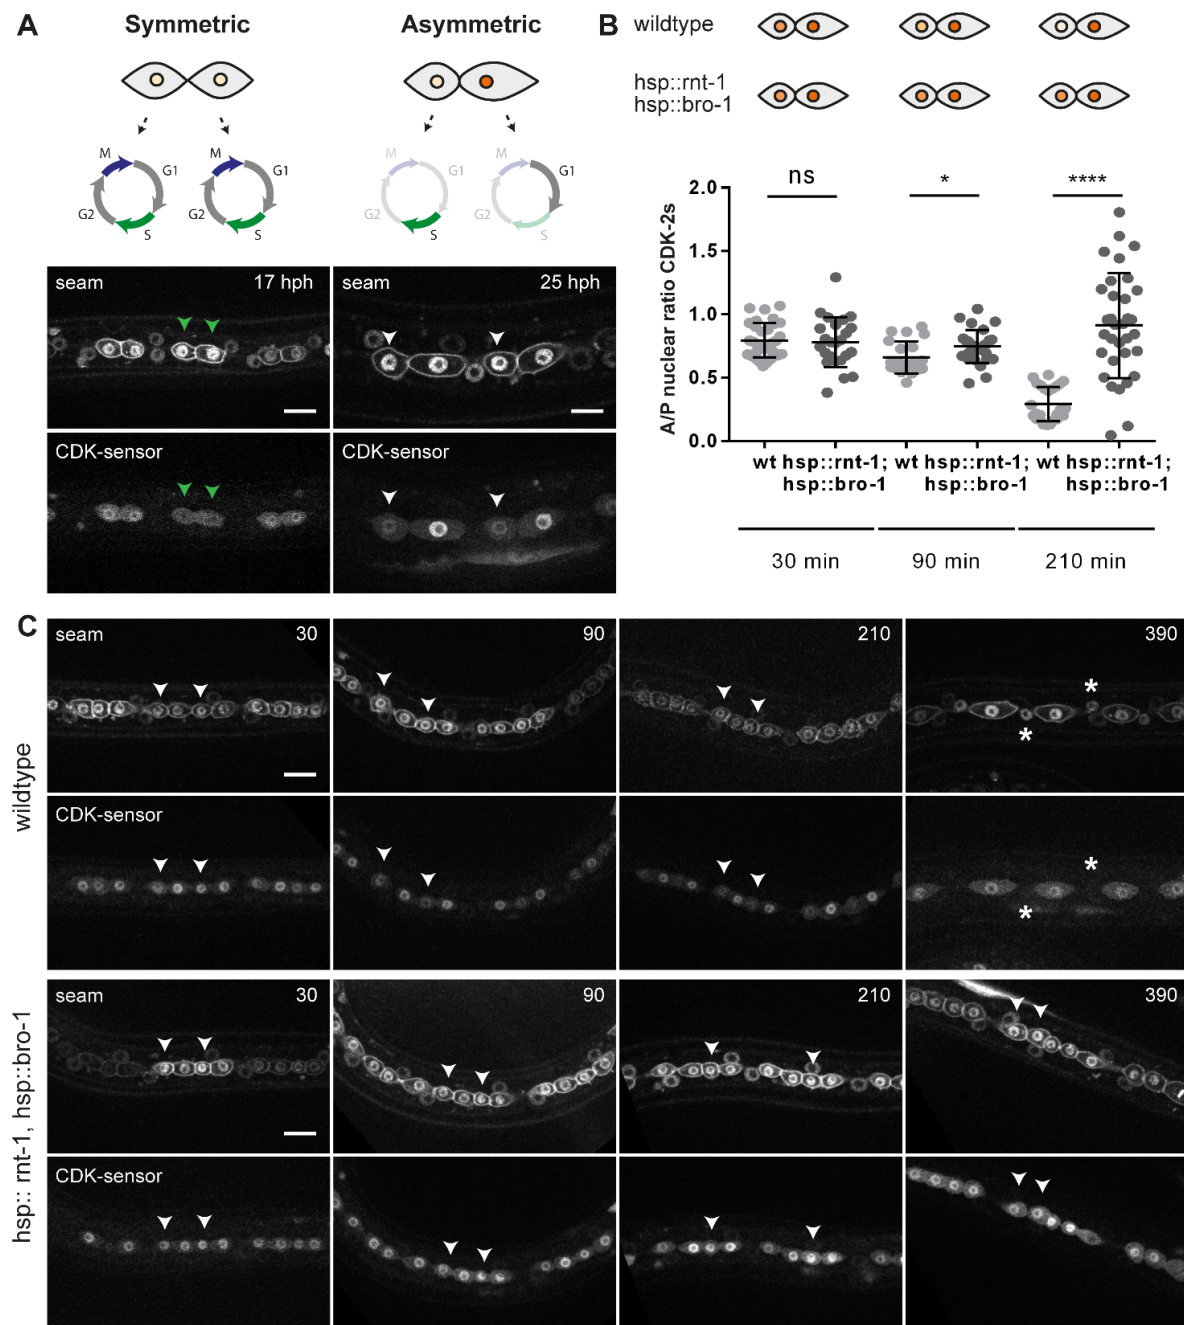 A
Symmetric
Asymmetric
M
G1
G2
S
M
G1
G2
S
M
G1
G2
S
M
G1
G2
S
seam
17 hph
seam
25 hph
CDK-sensor
CDK-sensor
B
wildtype
hsp::rnt-1
hsp::bro-1
A/P nuclear ratio CDK-2s
2.0
1.5
1.0
0.5
0.0
ns
*
****
wt hsp::rnt-1;
hsp::bro-1
wt hsp::rnt-1;
hsp::bro-1
wt hsp::rnt-1;
hsp::bro-1
30 min
90 min
210 min
C
wildtype
seam
30
90
210
390
*
*
CDK-sensor
*
*
hsp:: rnt-1, hsp::bro-1
seam
30
90
210
390
CDK-sensor